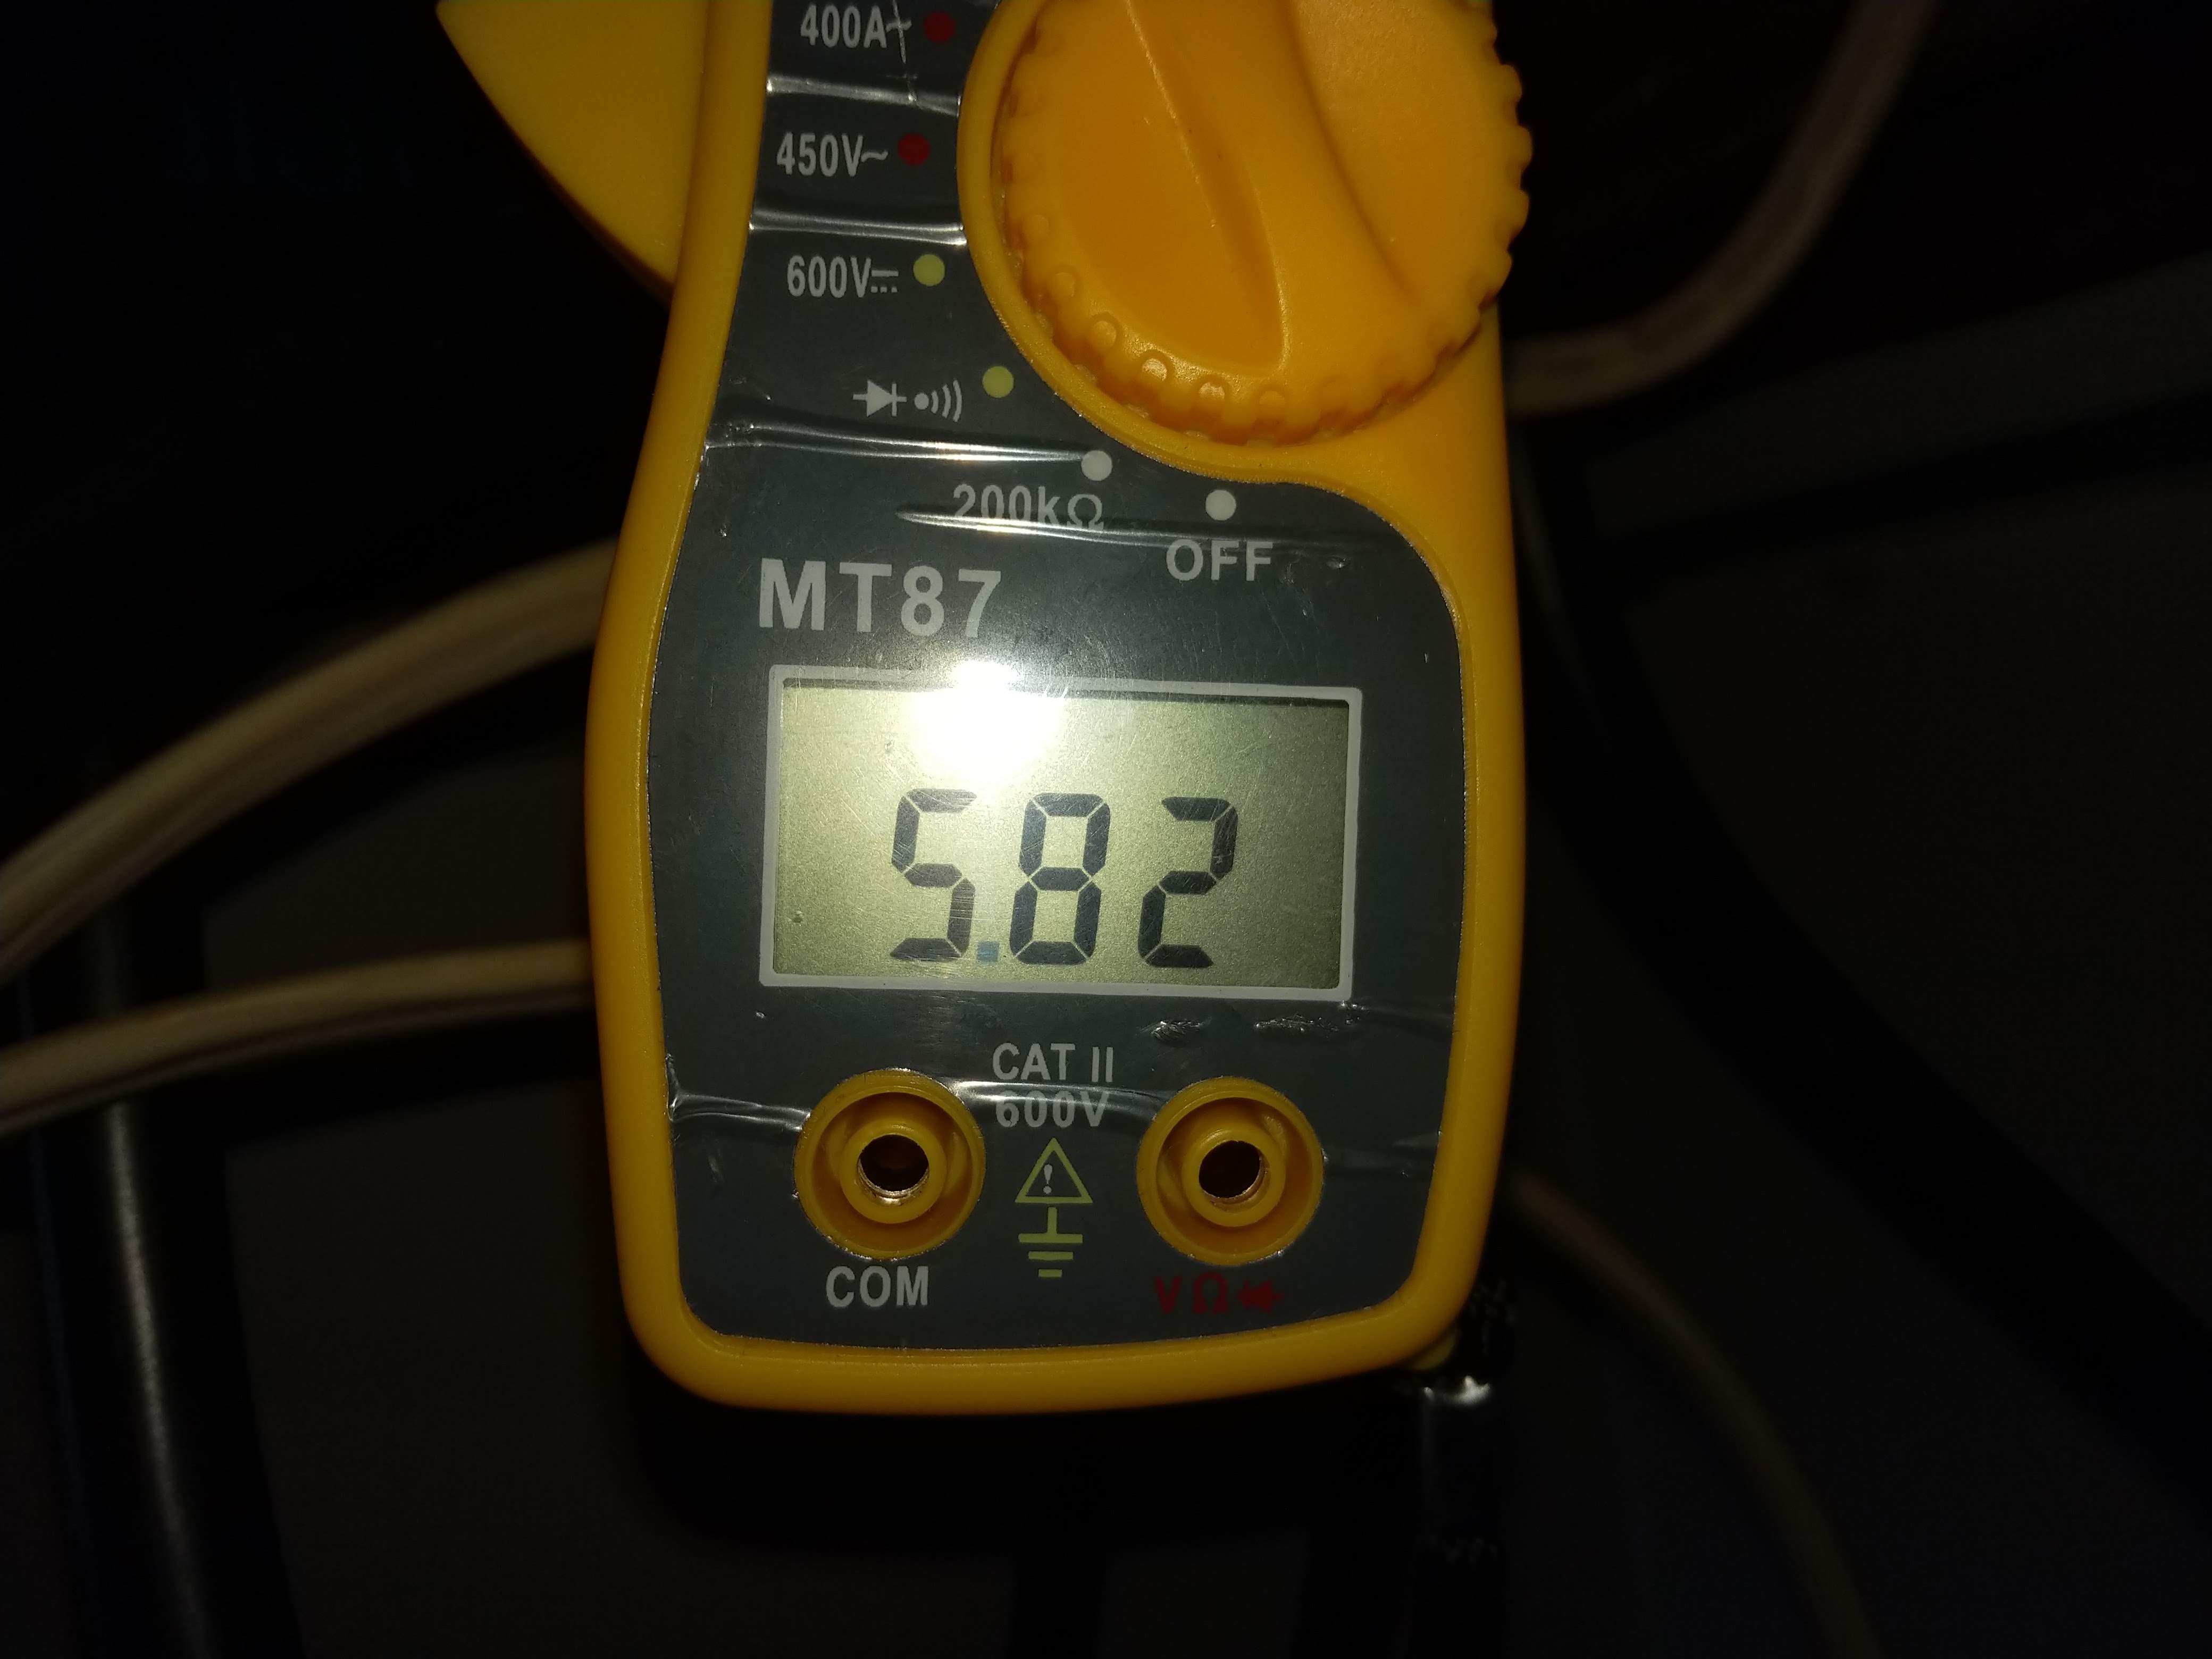 400A~
450V~
600V⎓
200kΩ
OFF
MT87
5.82
CAT II
600V
COM
VΩ